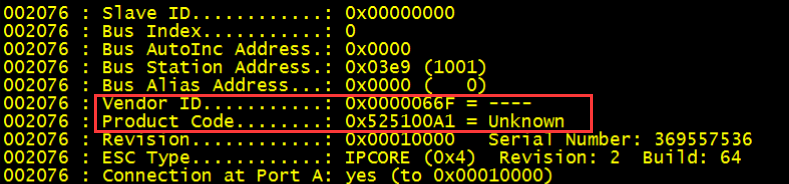 002076 : Slave ID............: 0x00000000
002076 : Bus Index...........: 0
002076 : Bus AutoInc Address.: 0x0000
002076 : Bus Station Address.: 0x03e9 (1001)
002076 : Bus Alias Address...: 0x0000 (   0)
002076 : Vendor ID...........: 0x0000066F = ----
002076 : Product Code........: 0x525100A1 = Unknown
002076 : Revision............: 0x00010000   Serial Number: 369557536
002076 : ESC Type............: IPCORE (0x4)  Revision: 2  Build: 64
002076 : Connection at Port A: yes (to 0x00010000)